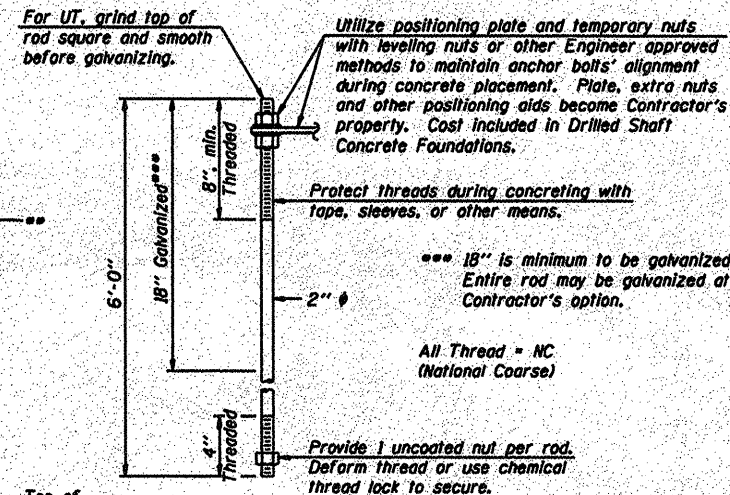 For UT, grind top of
rod square and smooth
before galvanizing.
Utilize positioning plate and temporary nuts
with leveling nuts or other Engineer approved
methods to maintain anchor bolts' alignment
during concrete placement. Plate, extra nuts
and other positioning aids become Contractor's
property. Cost included in Drilled Shaft
Concrete Foundations.
8", min.
Threaded
18" Galvanized***
6'-0"
**
Protect threads during concreting with
tape, sleeves, or other means.
*** 18" is minimum to be galvanized
Entire rod may be galvanized at
Contractor's option.
2" ϕ
All Thread = NC
(National Coarse)
4"
Threaded
Provide 1 uncoated nut per rod.
Deform thread or use chemical
thread lock to secure.
Top of